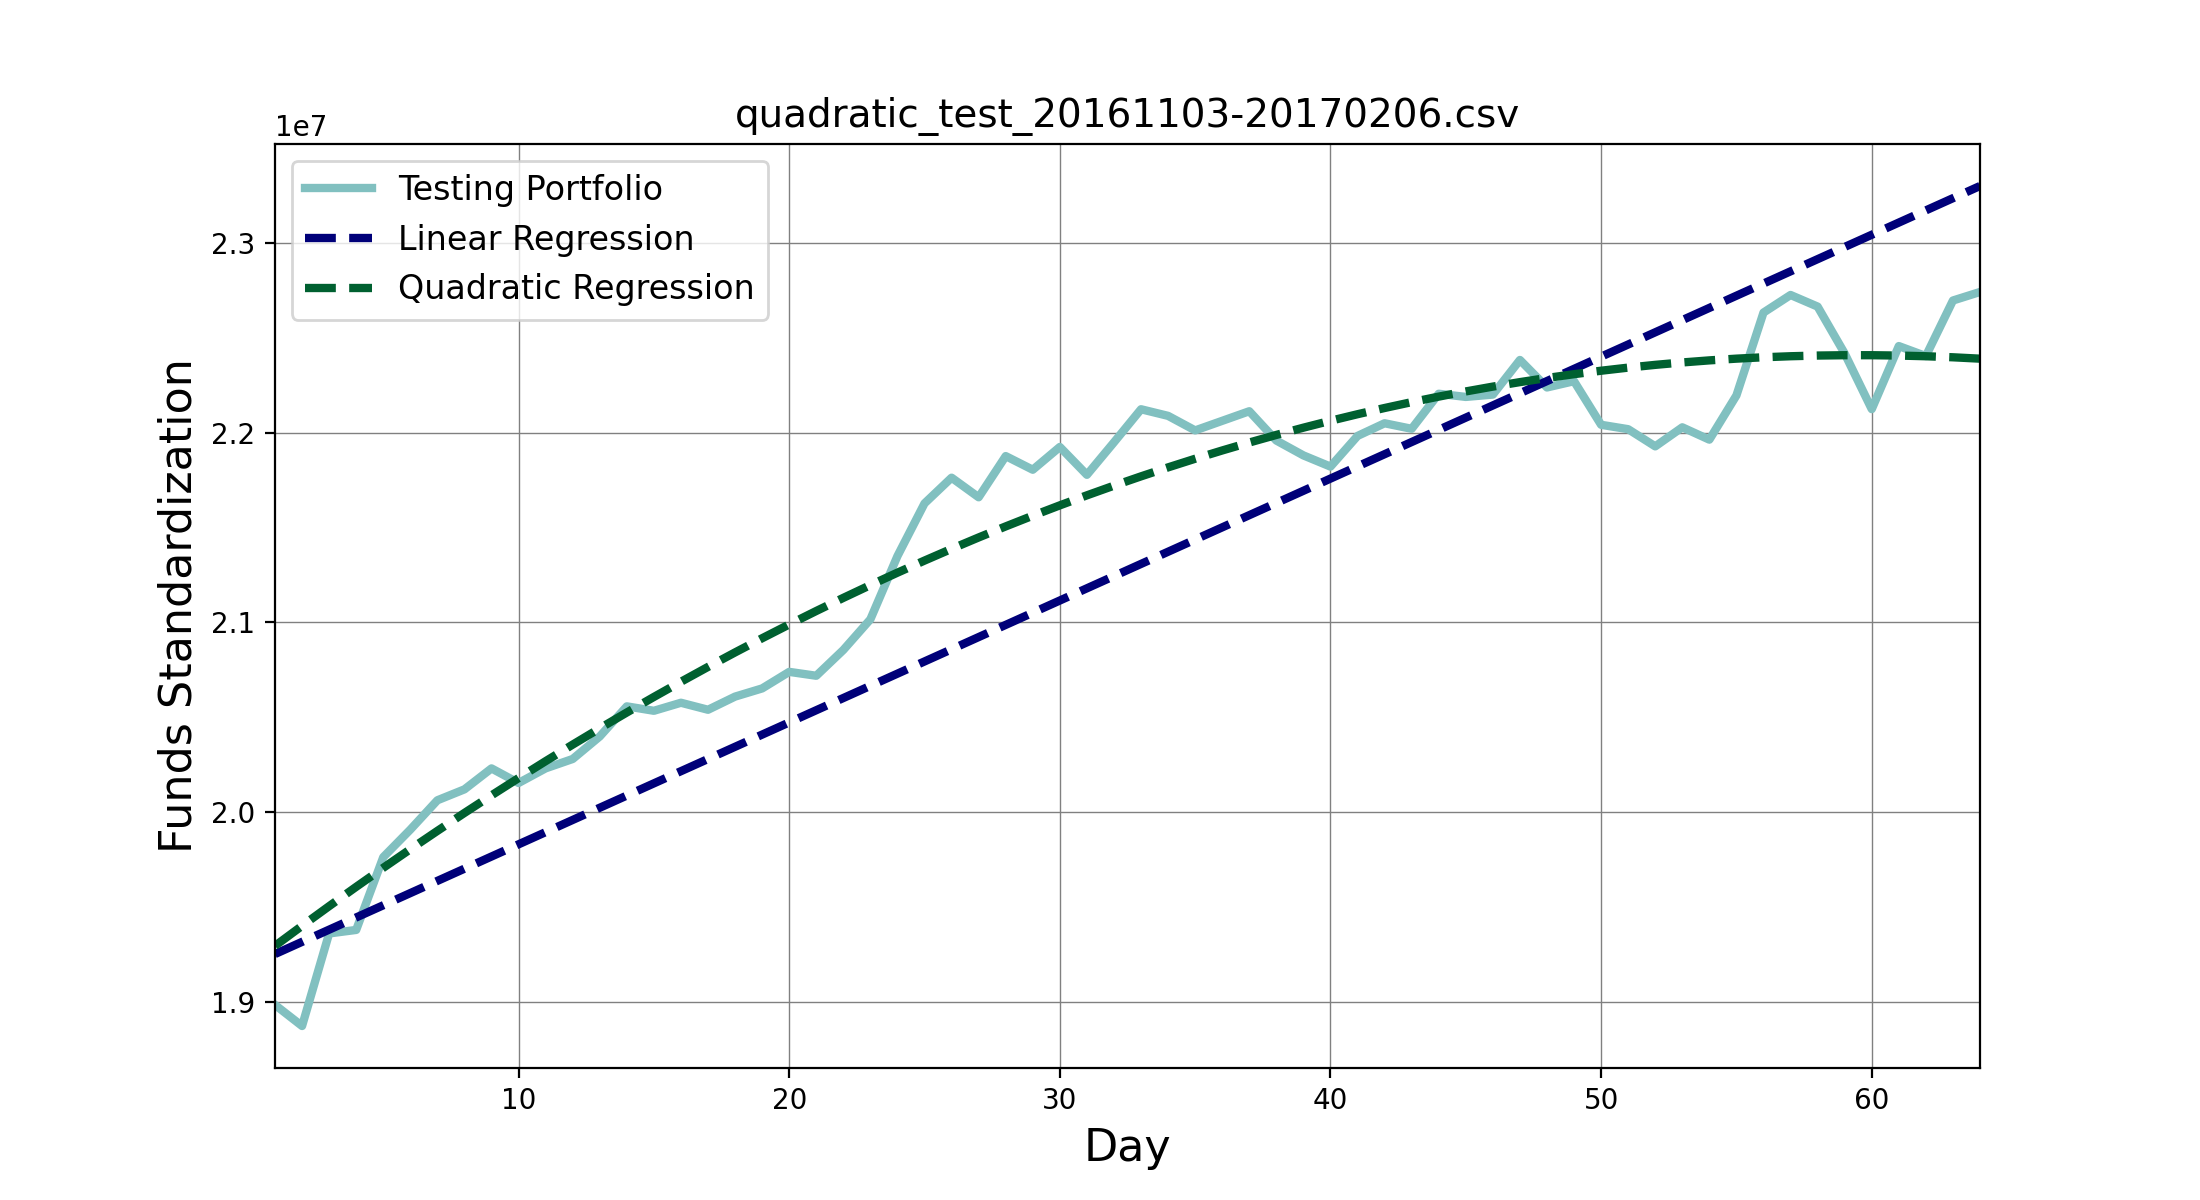 quadratic_test_20161103-20170206.csv
1e7
Testing Portfolio
Linear Regression
Quadratic Regression
2.3
2.2
2.1
2.0
1.9
Funds Standardization
10 20 30 40 50 60
Day